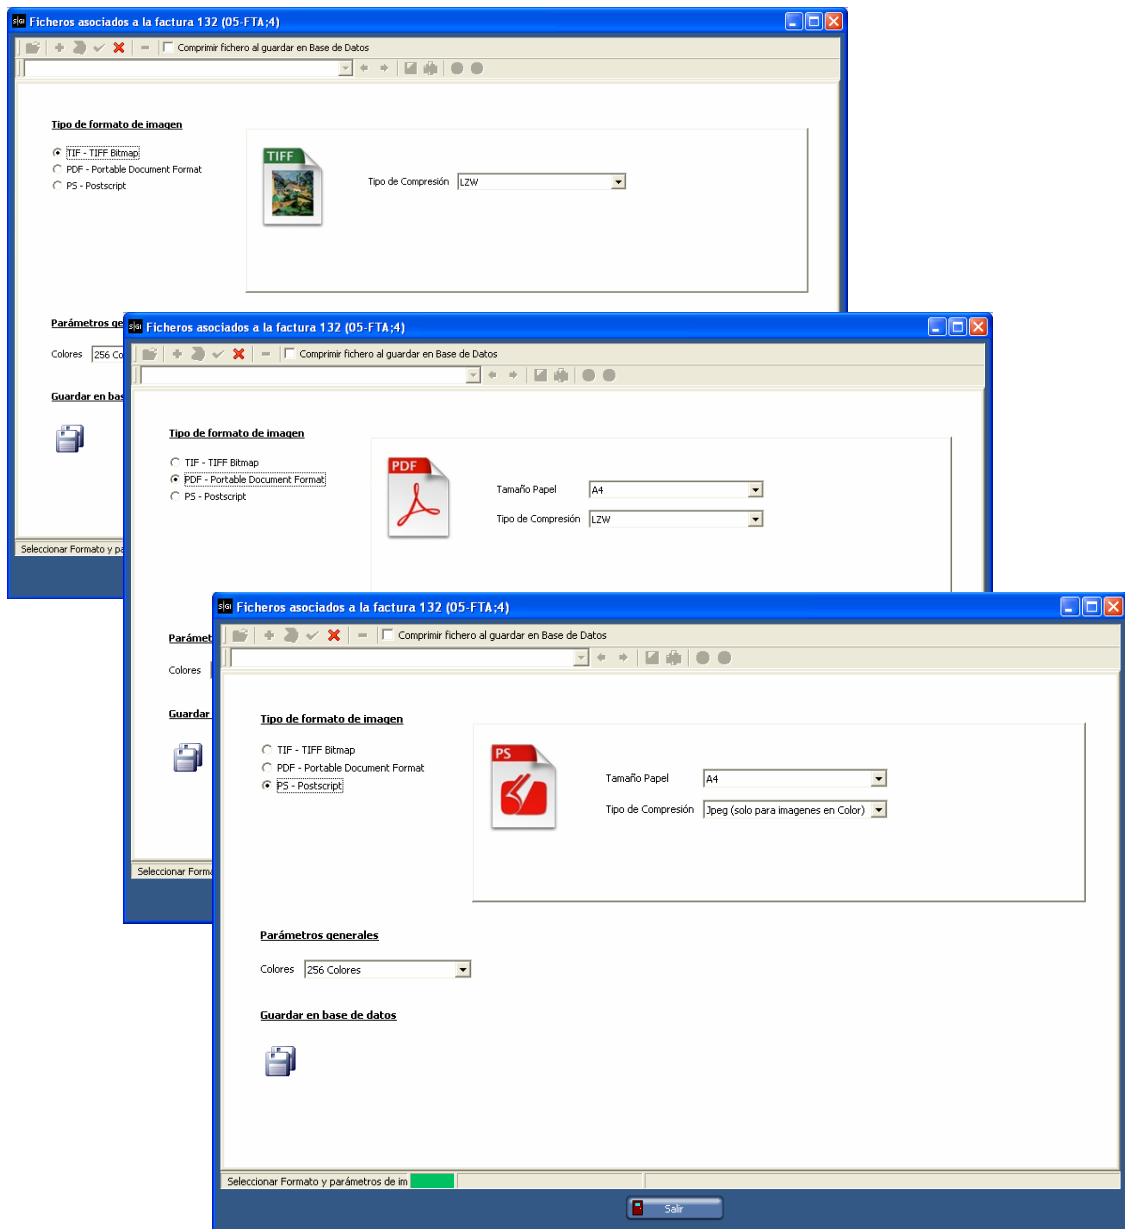 SGI Ficheros asociados a la factura 132 (05-FTA;4)
Comprimir fichero al guardar en Base de Datos
Tipo de formato de imagen
TIF - TIFF Bitmap
PDF - Portable Document Format
PS - Postscript
TIFF
Tipo de Compresión LZW
Parámetros ge
Colores 256 Co
Guardar en bas
Seleccionar Formato y pa
SGI Ficheros asociados a la factura 132 (05-FTA;4)
Comprimir fichero al guardar en Base de Datos
Tipo de formato de imagen
TIF - TIFF Bitmap
PDF - Portable Document Format
PS - Postscript
PDF
Tamaño Papel A4
Tipo de Compresión LZW
Parámet
Colores
Guardar
Seleccionar Forma
SGI Ficheros asociados a la factura 132 (05-FTA;4)
Comprimir fichero al guardar en Base de Datos
Tipo de formato de imagen
TIF - TIFF Bitmap
PDF - Portable Document Format
PS - Postscript
PS
Tamaño Papel A4
Tipo de Compresión Jpeg (solo para imagenes en Color)
Parámetros generales
Colores 256 Colores
Guardar en base de datos
Seleccionar Formato y parámetros de im
Salir